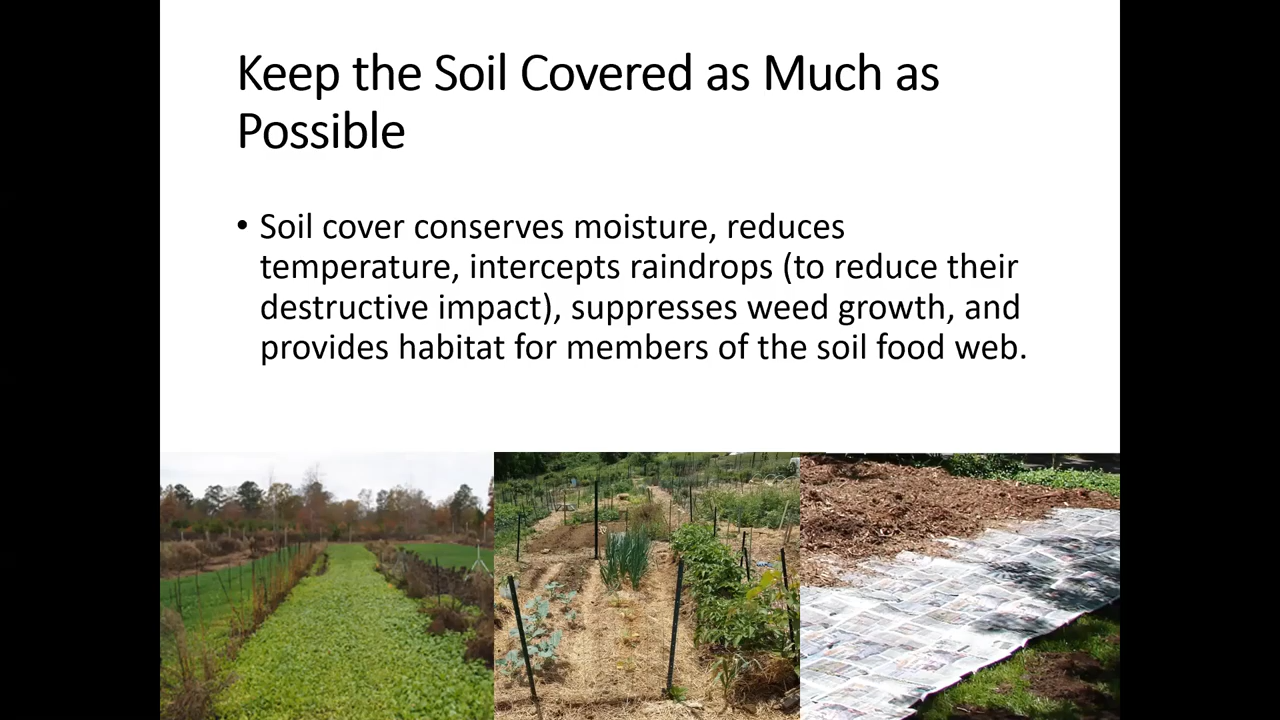 Keep the Soil Covered as Much as
Possible
• Soil cover conserves moisture, reduces
temperature, intercepts raindrops (to reduce their
destructive impact), suppresses weed growth, and
provides habitat for members of the soil food web.